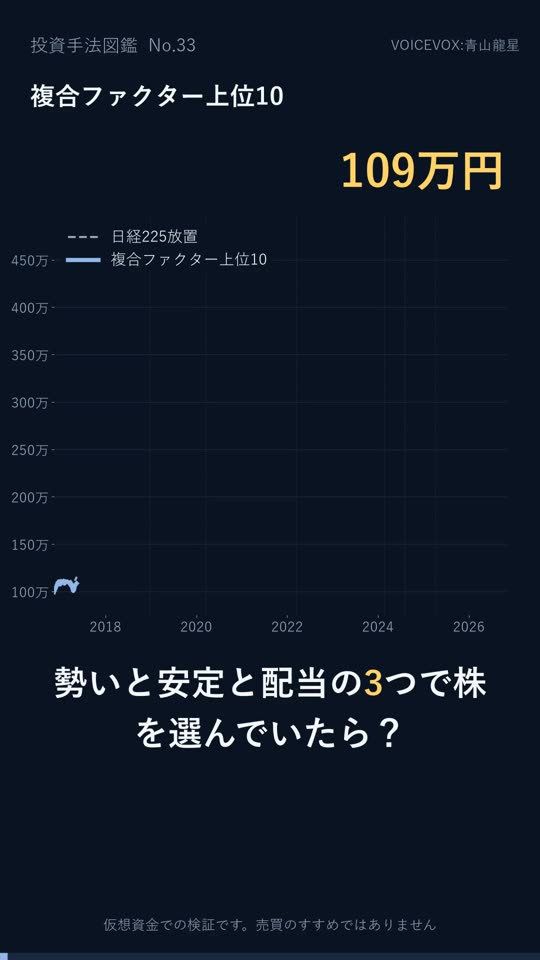 投資手法図鑑 No.33
VOICEVOX:青山龍星
複合ファクター上位10
109万円
日経225放置
複合ファクター上位10
450万
400万
350万
300万
250万
200万
150万
100万
2018 2020 2022 2024 2026
勢いと安定と配当の3つで株
を選んでいたら？
仮想資金での検証です。売買のすすめではありません